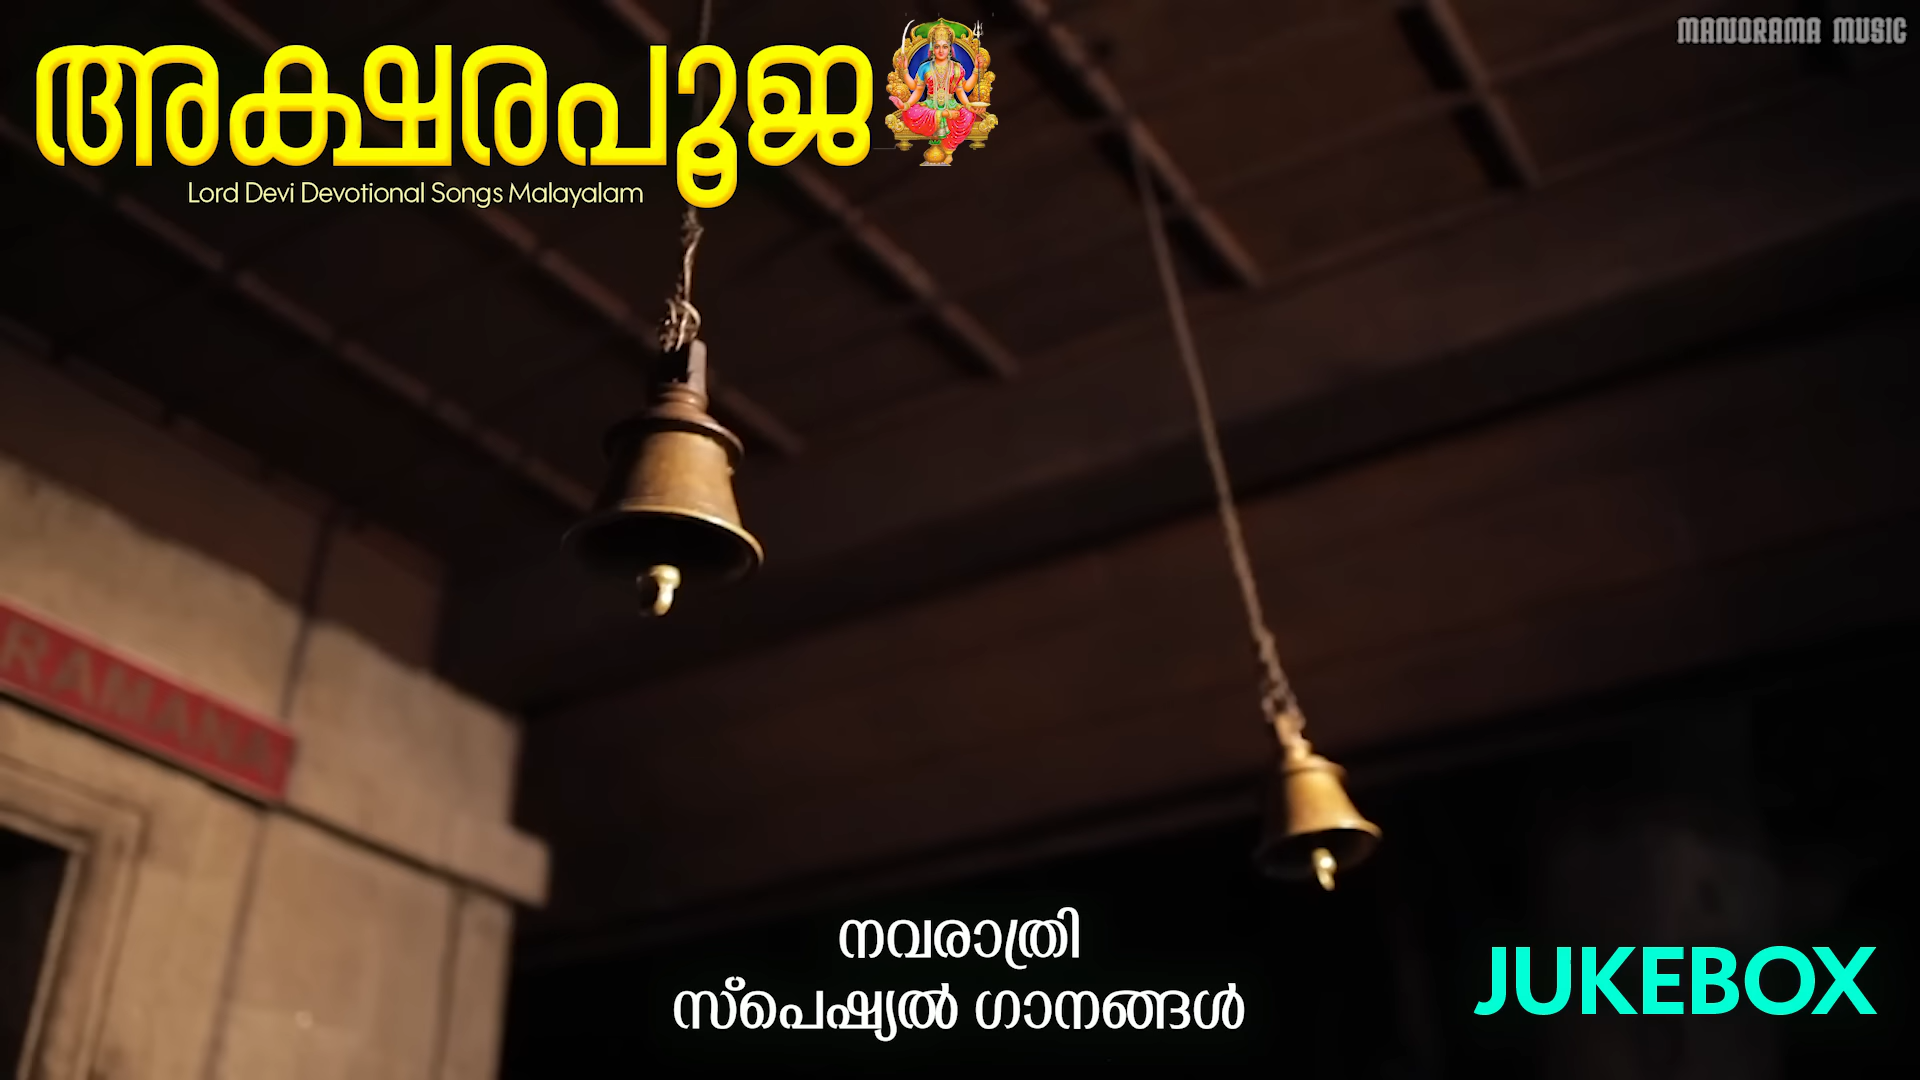 അക്ഷരപൂജ
MANORAMA MUSIC
Lord Devi Devotional Songs Malayalam
RAMANA
നവരാത്രി
സ്പെഷ്യൽ ഗാനങ്ങൾ
JUKEBOX